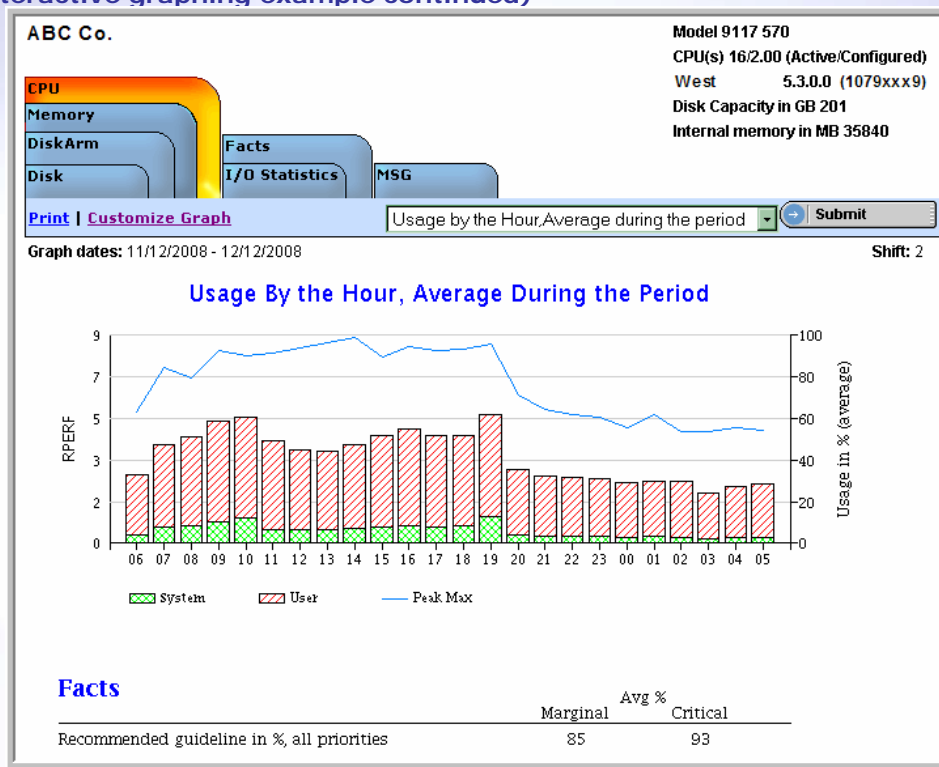 teractive graphing example continued)
ABC Co.
Model 9117 570
CPU(s) 16/2.00 (Active/Configured)
West 5.3.0.0 (1079xxx9)
Disk Capacity in GB 201
Internal memory in MB 35840
CPU
Memory
DiskArm
Disk
Facts
I/O Statistics
MSG
Print | Customize Graph
Usage by the Hour,Average during the period
Submit
Graph dates: 11/12/2008 - 12/12/2008
Shift: 2
Usage By the Hour, Average During the Period
RPERF
9
7
5
3
2
0
100
80
60
40
20
0
Usage in % (average)
06 07 08 09 10 11 12 13 14 15 16 17 18 19 20 21 22 23 00 01 02 03 04 05
System User Peak Max
Facts
Avg %
Marginal Critical
Recommended guideline in %, all priorities 85 93